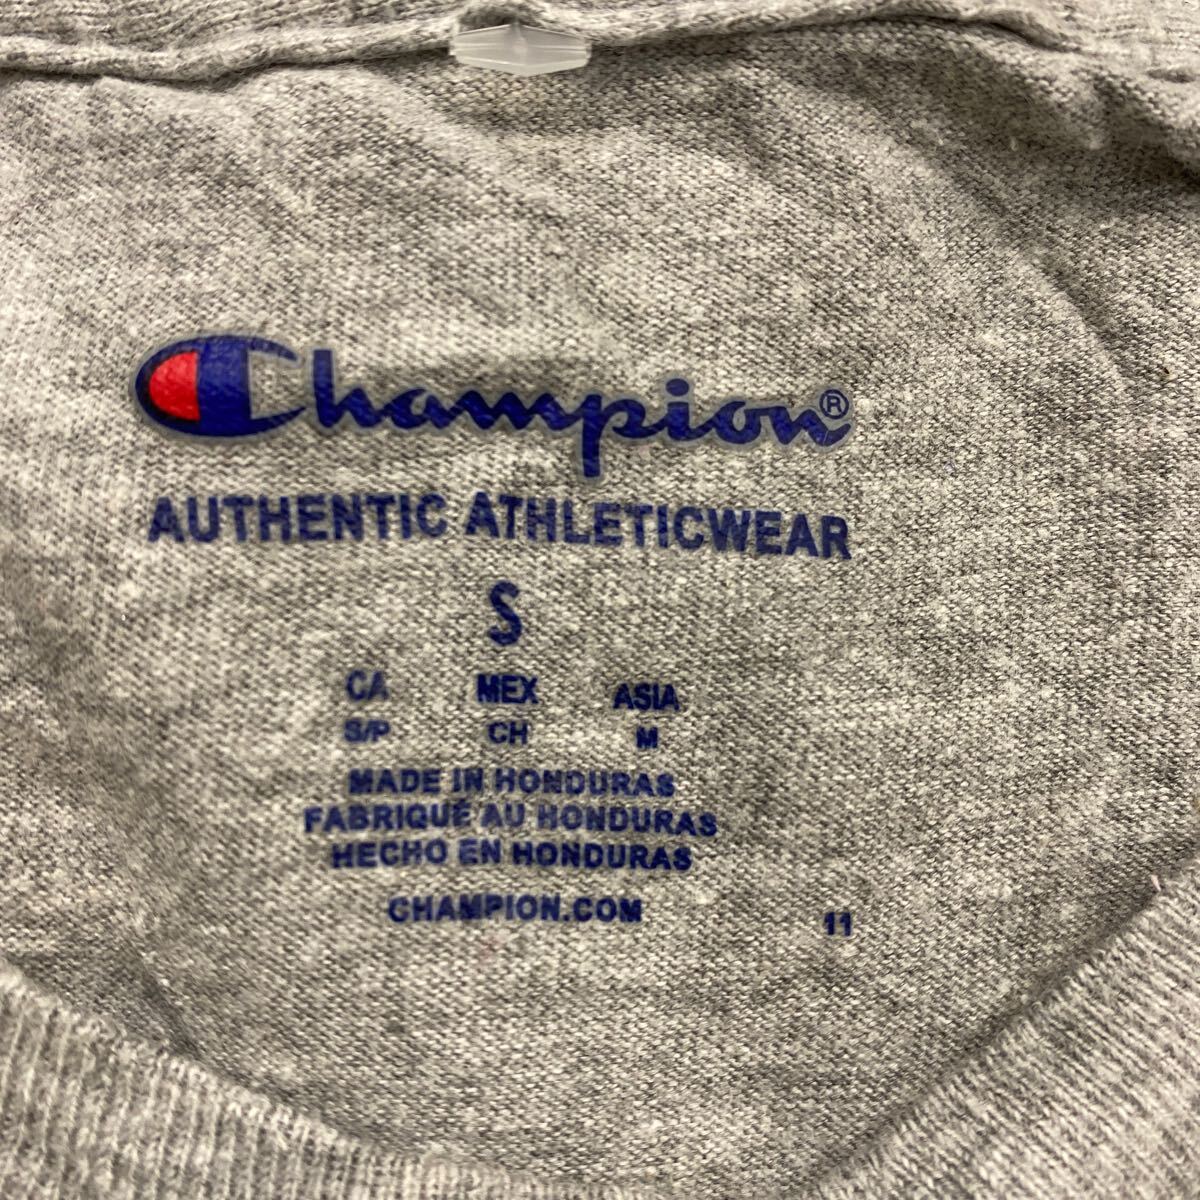 Champion®
AUTHENTIC ATHLETICWEAR
S
CA MEX ASIA
S/P CH M
MADE IN HONDURAS
FABRIQUÉ AU HONDURAS
HECHO EN HONDURAS
CHAMPION.COM 11